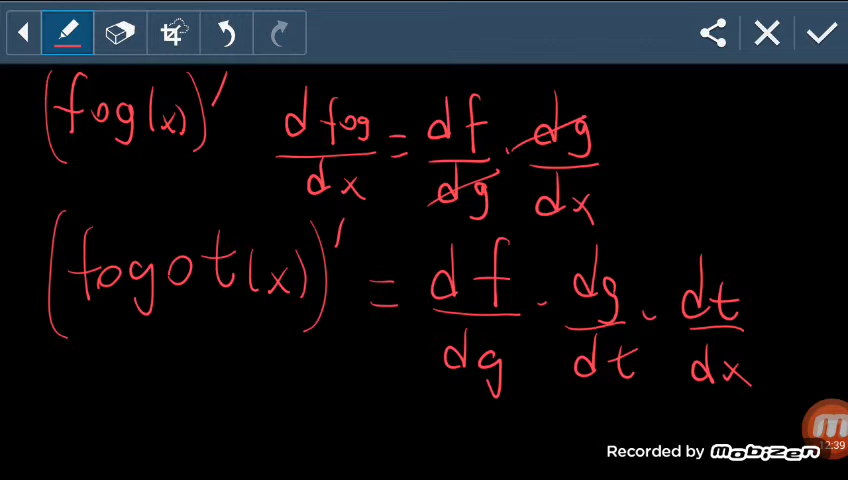 (fog(x))' dfog/dx = df/dg · dg/dx
(fogot(x))' = df/dg · dg/dt · dt/dx
12:39
Recorded by mobizen